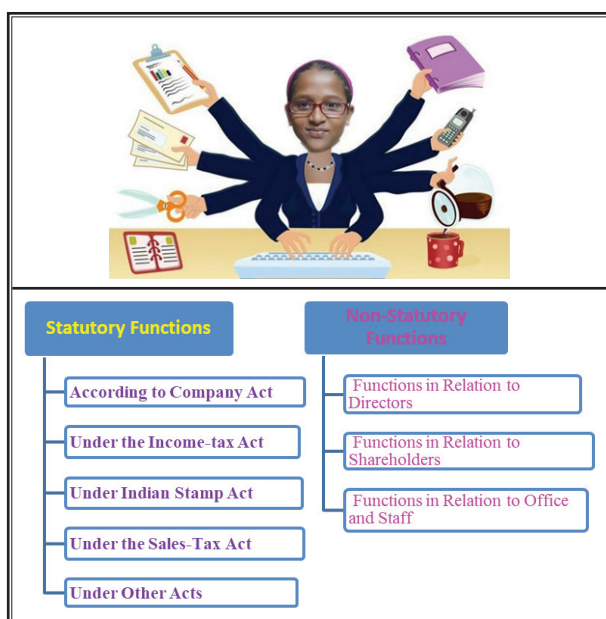 Statutory Functions
According to Company Act
Under the Income-tax Act
Under Indian Stamp Act
Under the Sales-Tax Act
Under Other Acts
Non-Statutory
Functions
Functions in Relation to
Directors
Functions in Relation to
Shareholders
Functions in Relation to Office
and Staff